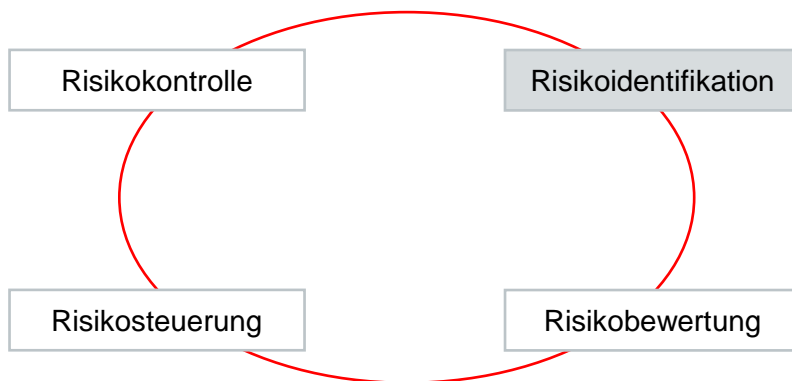 Risikokontrolle
Risikoidentifikation
Risikosteuerung
Risikobewertung